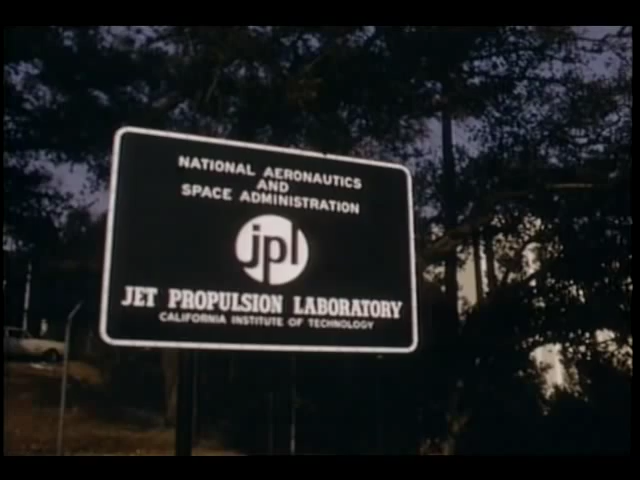 NATIONAL AERONAUTICS
AND
SPACE ADMINISTRATION
jpl
JET PROPULSION LABORATORY
CALIFORNIA INSTITUTE OF TECHNOLOGY